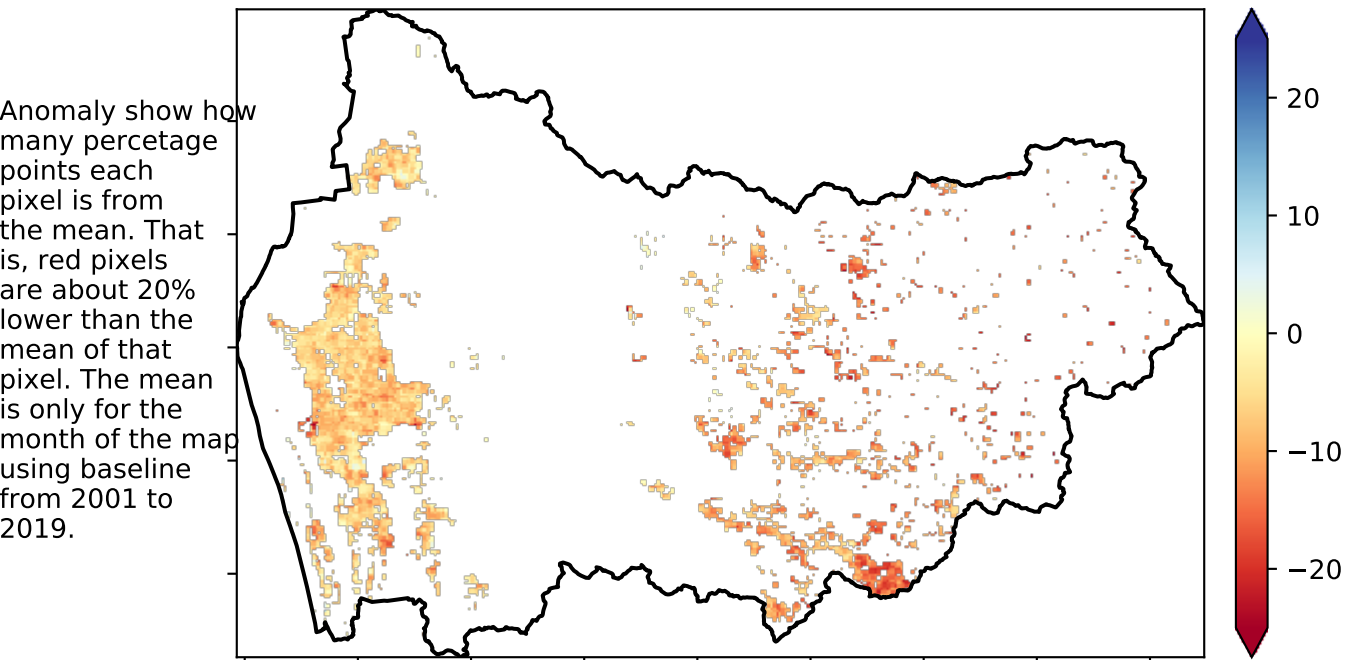 Anomaly show how
many percetage
points each
pixel is from
the mean. That
is, red pixels
are about 20%
lower than the
mean of that
pixel. The mean
is only for the
month of the map
using baseline
from 2001 to
2019.
20
10
0
−10
−20